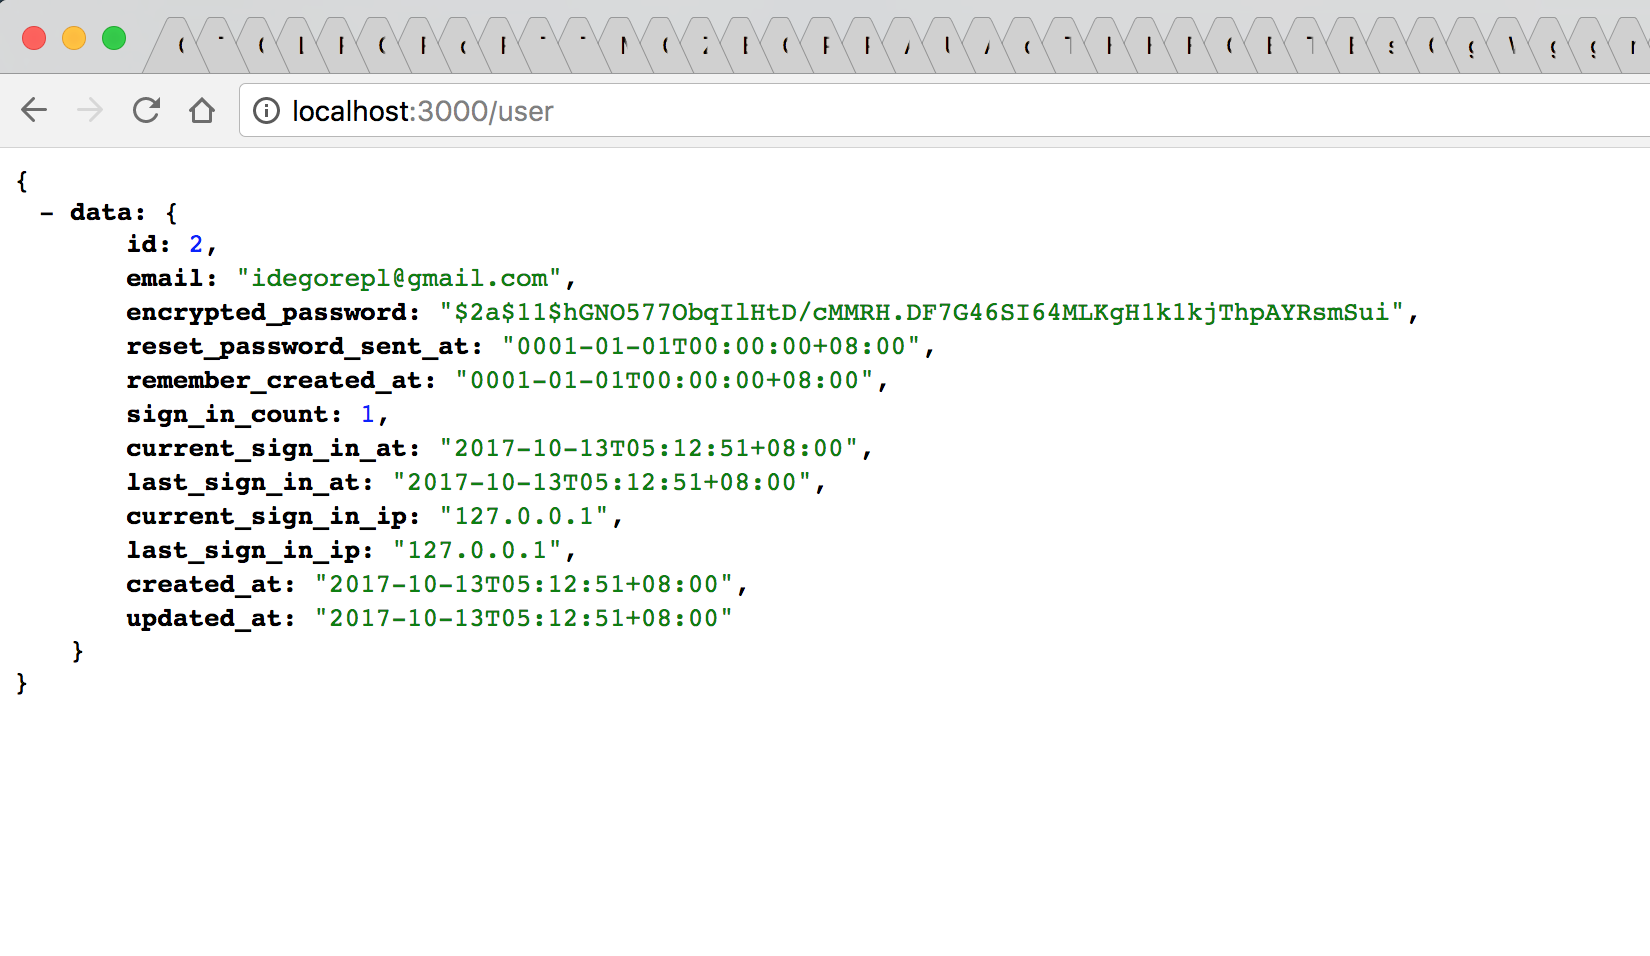 localhost:3000/user
{
- data: {
id: 2,
email: "idegorepl@gmail.com",
encrypted_password: "$2a$11$hGNO577ObqIlHtD/cMMRH.DF7G46SI64MLKgH1k1kjThpAYRsmSui",
reset_password_sent_at: "0001-01-01T00:00:00+08:00",
remember_created_at: "0001-01-01T00:00:00+08:00",
sign_in_count: 1,
current_sign_in_at: "2017-10-13T05:12:51+08:00",
last_sign_in_at: "2017-10-13T05:12:51+08:00",
current_sign_in_ip: "127.0.0.1",
last_sign_in_ip: "127.0.0.1",
created_at: "2017-10-13T05:12:51+08:00",
updated_at: "2017-10-13T05:12:51+08:00"
}
}